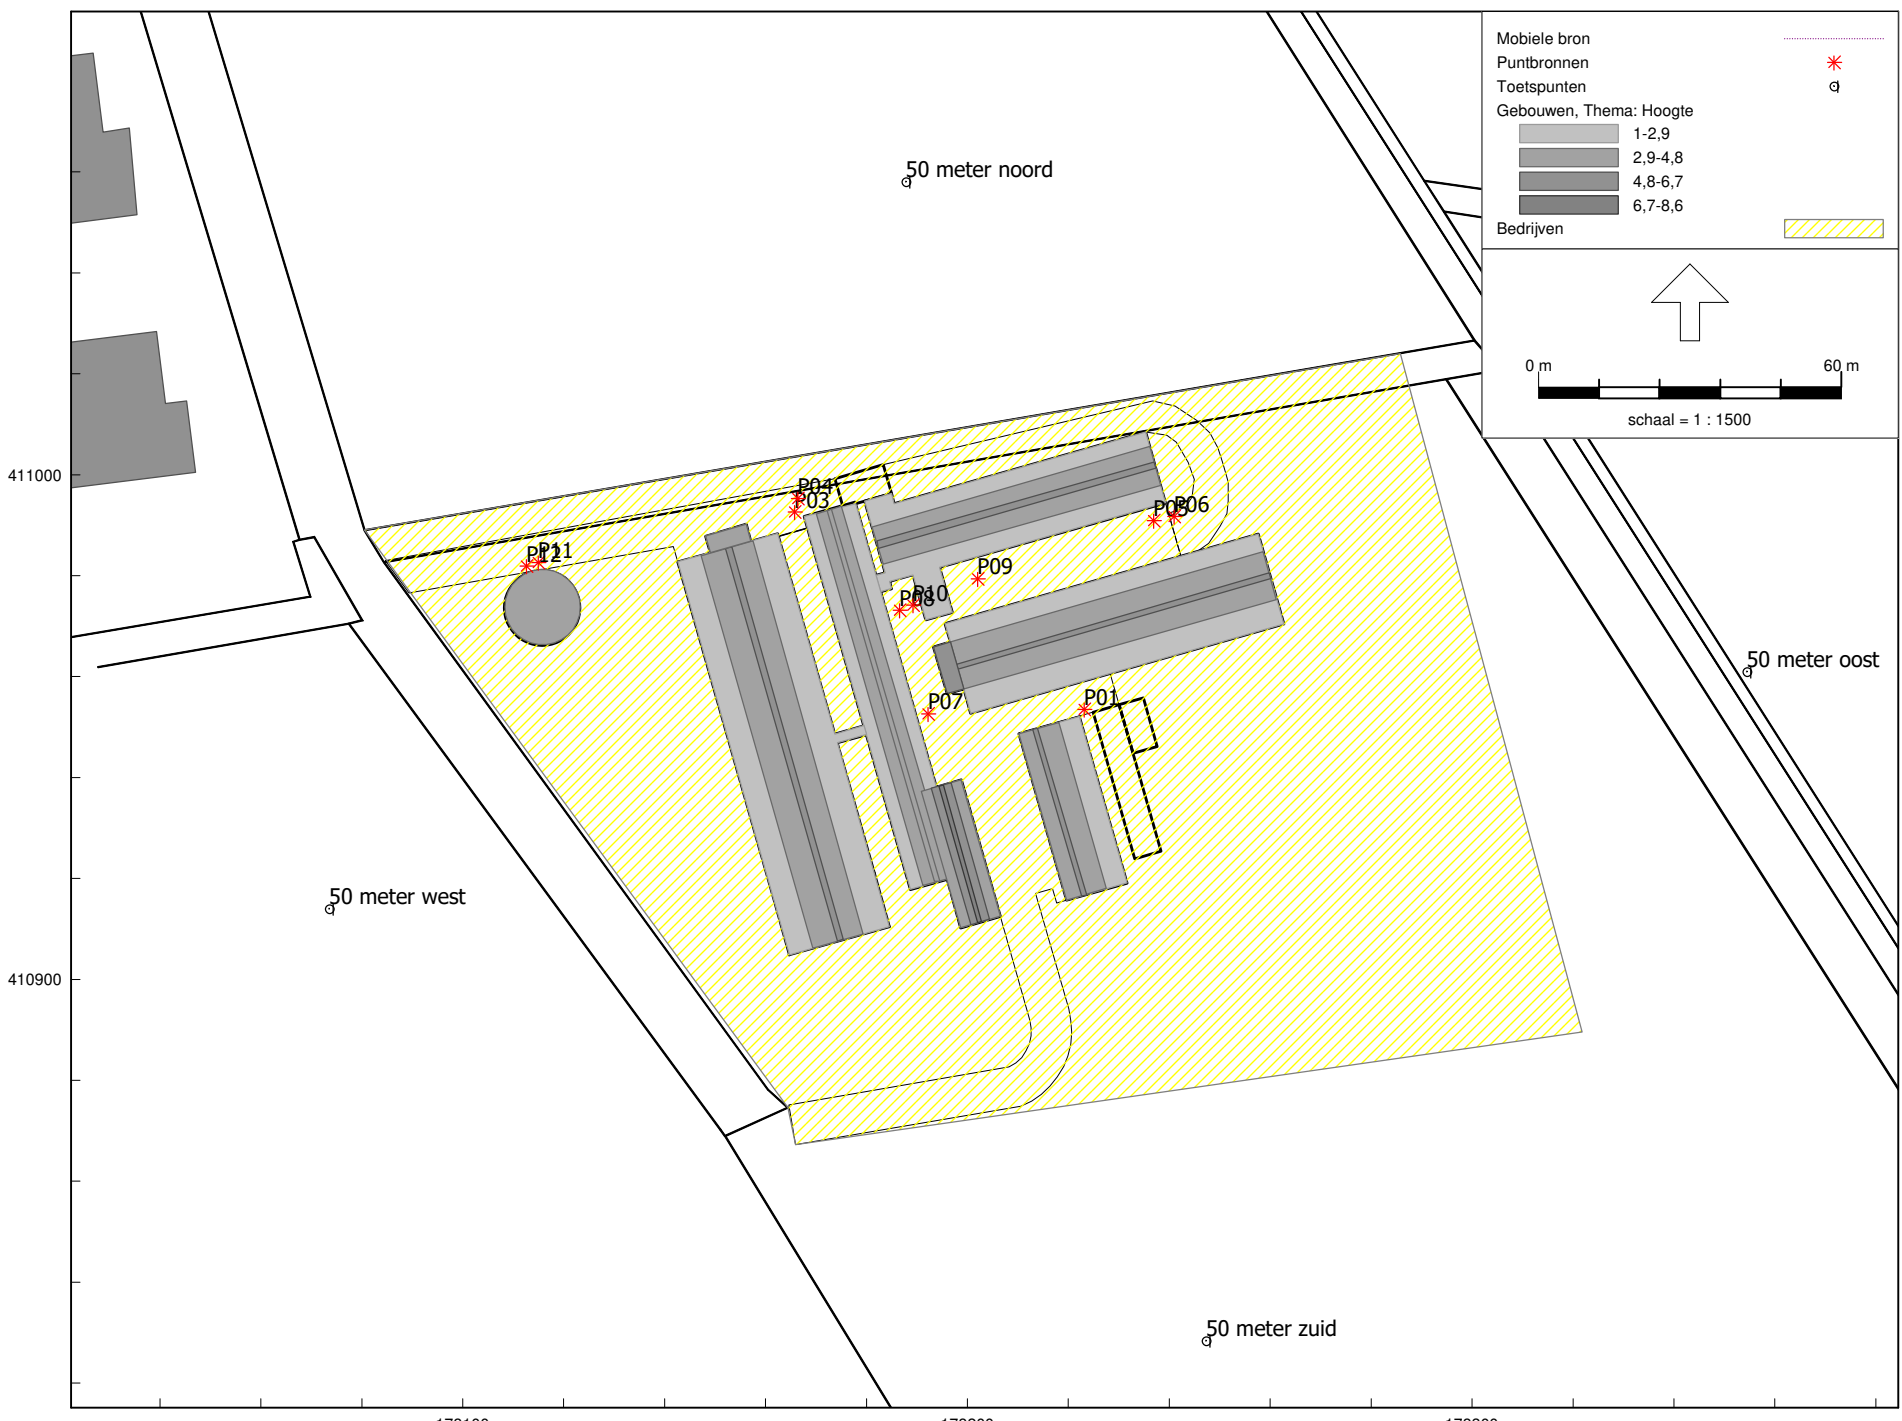 Mobiele bron
Puntbronnen
Toetspunten
Gebouwen, Thema: Hoogte
1-2,9
2,9-4,8
4,8-6,7
6,7-8,6
Bedrijven
0 m 60 m
schaal = 1 : 1500
50 meter noord
411000
P04
P03
P06
P05
P11
P12
P09
P10
P08
50 meter oost
P07
P01
50 meter west
410900
50 meter zuid